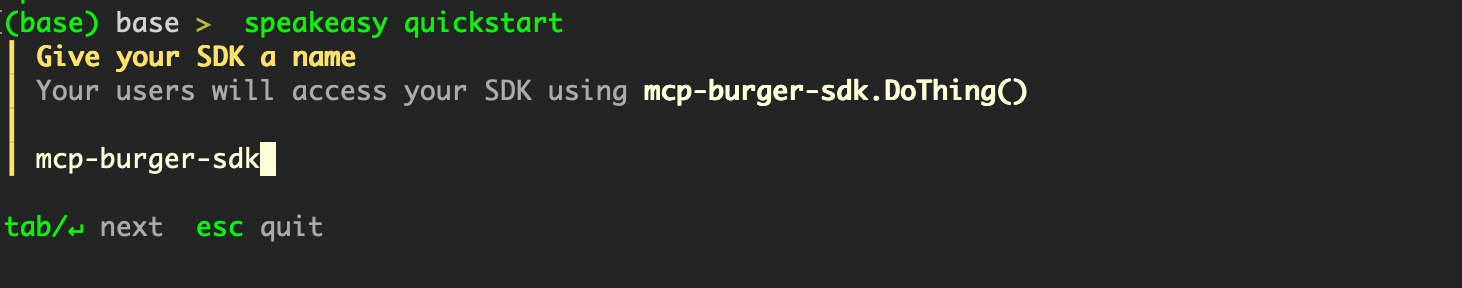 (base) base > speakeasy quickstart
Give your SDK a name
Your users will access your SDK using mcp-burger-sdk.DoThing()
mcp-burger-sdk
tab/↵ next  esc quit